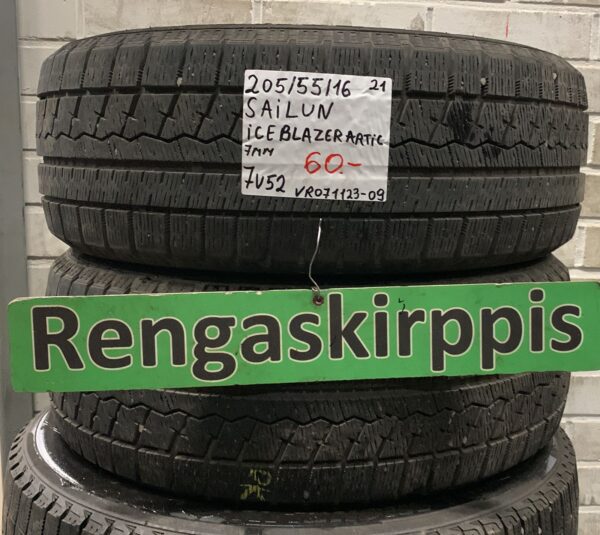 205/55/16 21
SAiLUN
iCEBLAZER ARTIC
7MM 60.-
7V52 VR071123-09
Rengaskirppis